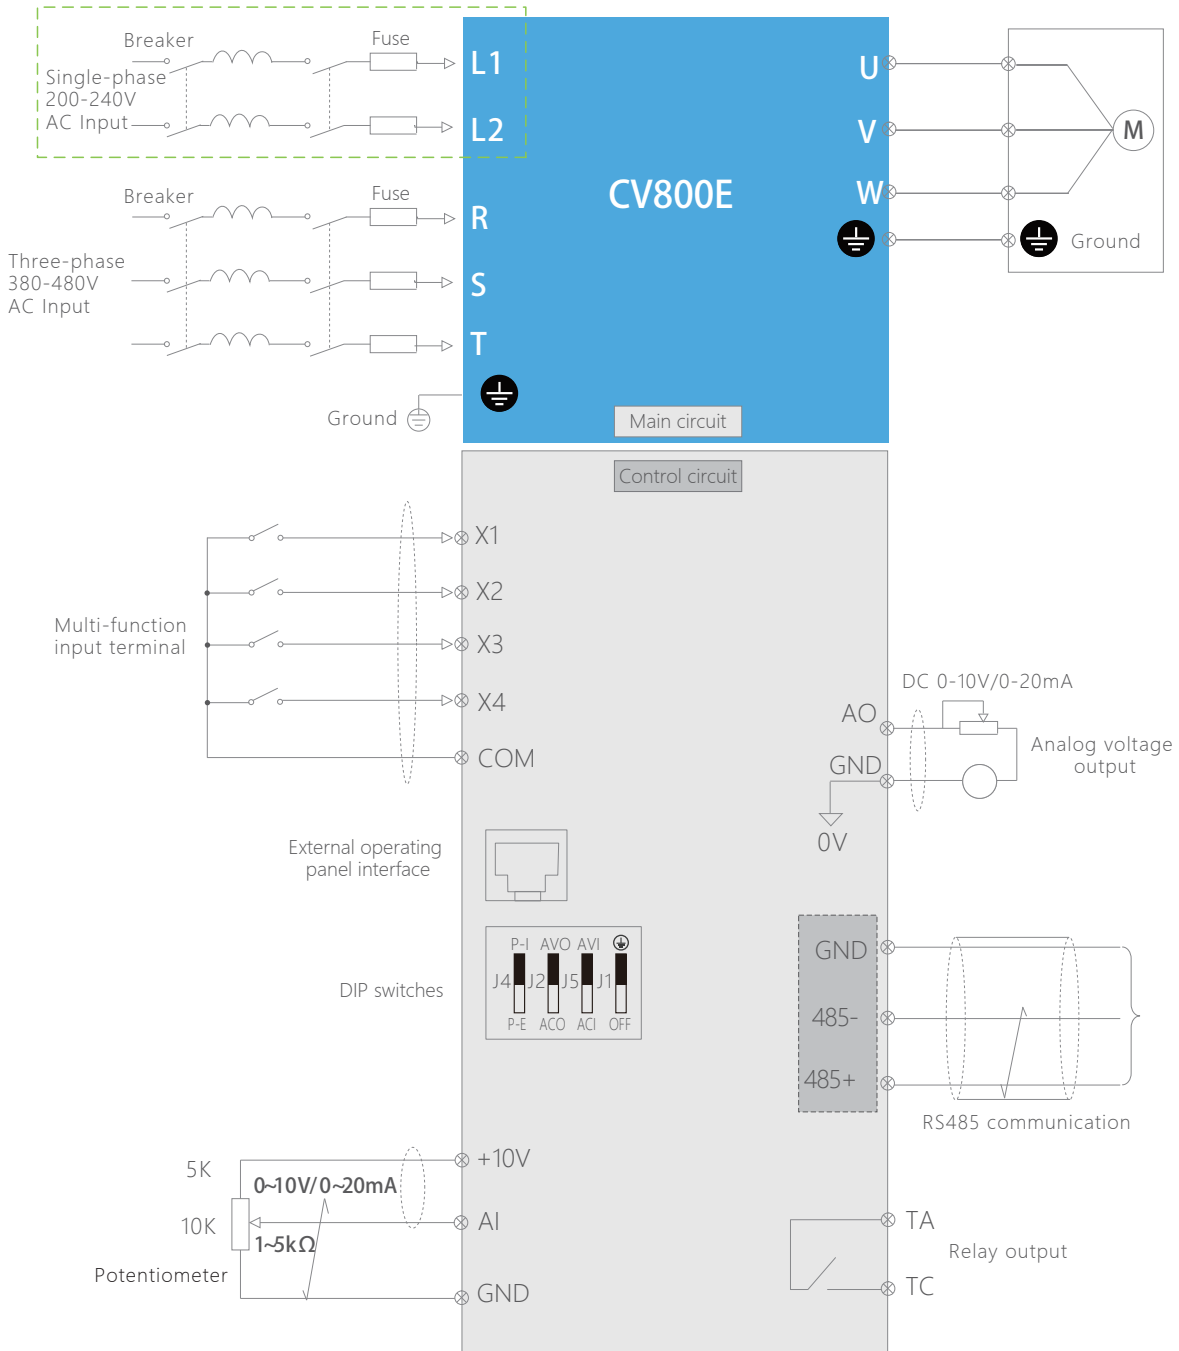 Breaker
Fuse
Single-phase
200-240V
AC Input
L1
L2
Breaker
Fuse
Three-phase
380-480V
AC Input
R
S
T
Ground
CV800E
U
V
W
M
Ground
Main circuit
Control circuit
Multi-function
input terminal
X1
X2
X3
X4
COM
DC 0-10V/0-20mA
AO
GND
0V
Analog voltage
output
External operating
panel interface
DIP switches
P-I AVO AVI
J4 J2 J5 J1
P-E ACO ACI OFF
GND
485-
485+
RS485 communication
5K
10K
Potentiometer
0~10V/0~20mA
1~5kΩ
+10V
AI
GND
TA
Relay output
TC